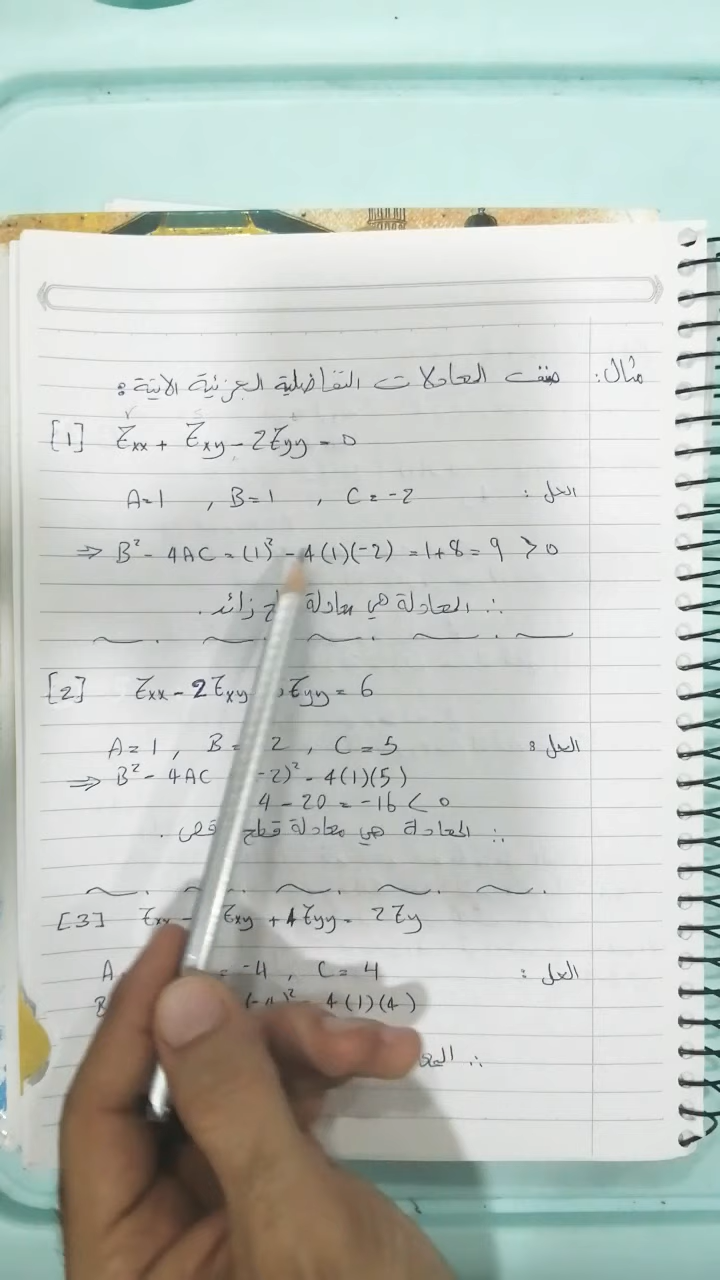 مثال: صنف المعادلات التفاضلية الجزئية الآتية:
[1] Zxx + Zxy - 2Zyy = 0
الحل:
A=1 , B=1 , C=-2
⇒ B² - 4AC = (1)² - 4(1)(-2) = 1+8 = 9 > 0
∴ المعادلة هي معادلة زائد.
[2] Zxx - 2Zxy Zyy = 6
الحل:
A=1 , B= 2 , C=5
⇒ B² - 4AC -2)² - 4(1)(5)
4 - 20 = -16 < 0
∴ المعادلة هي معادلة قطع .
[3] Zxx - Zxy + 4Zyy = 2Zy
الحل:
A = -4 , C = 4
B (-4)² - 4(1)(4)
∴